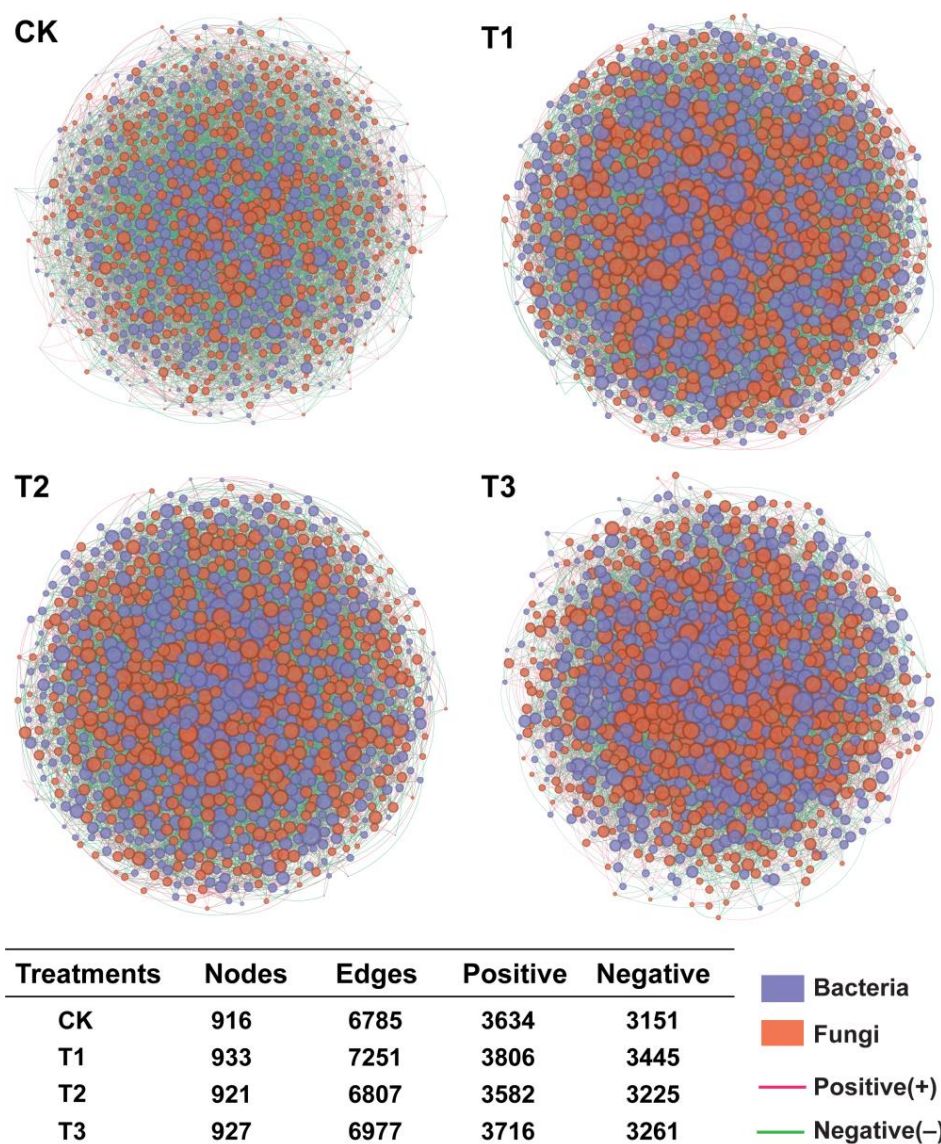 CK
T1
T2
T3
Treatments Nodes Edges Positive Negative
CK 916 6785 3634 3151
T1 933 7251 3806 3445
T2 921 6807 3582 3225
T3 927 6977 3716 3261
Bacteria
Fungi
Positive(+)
Negative(–)